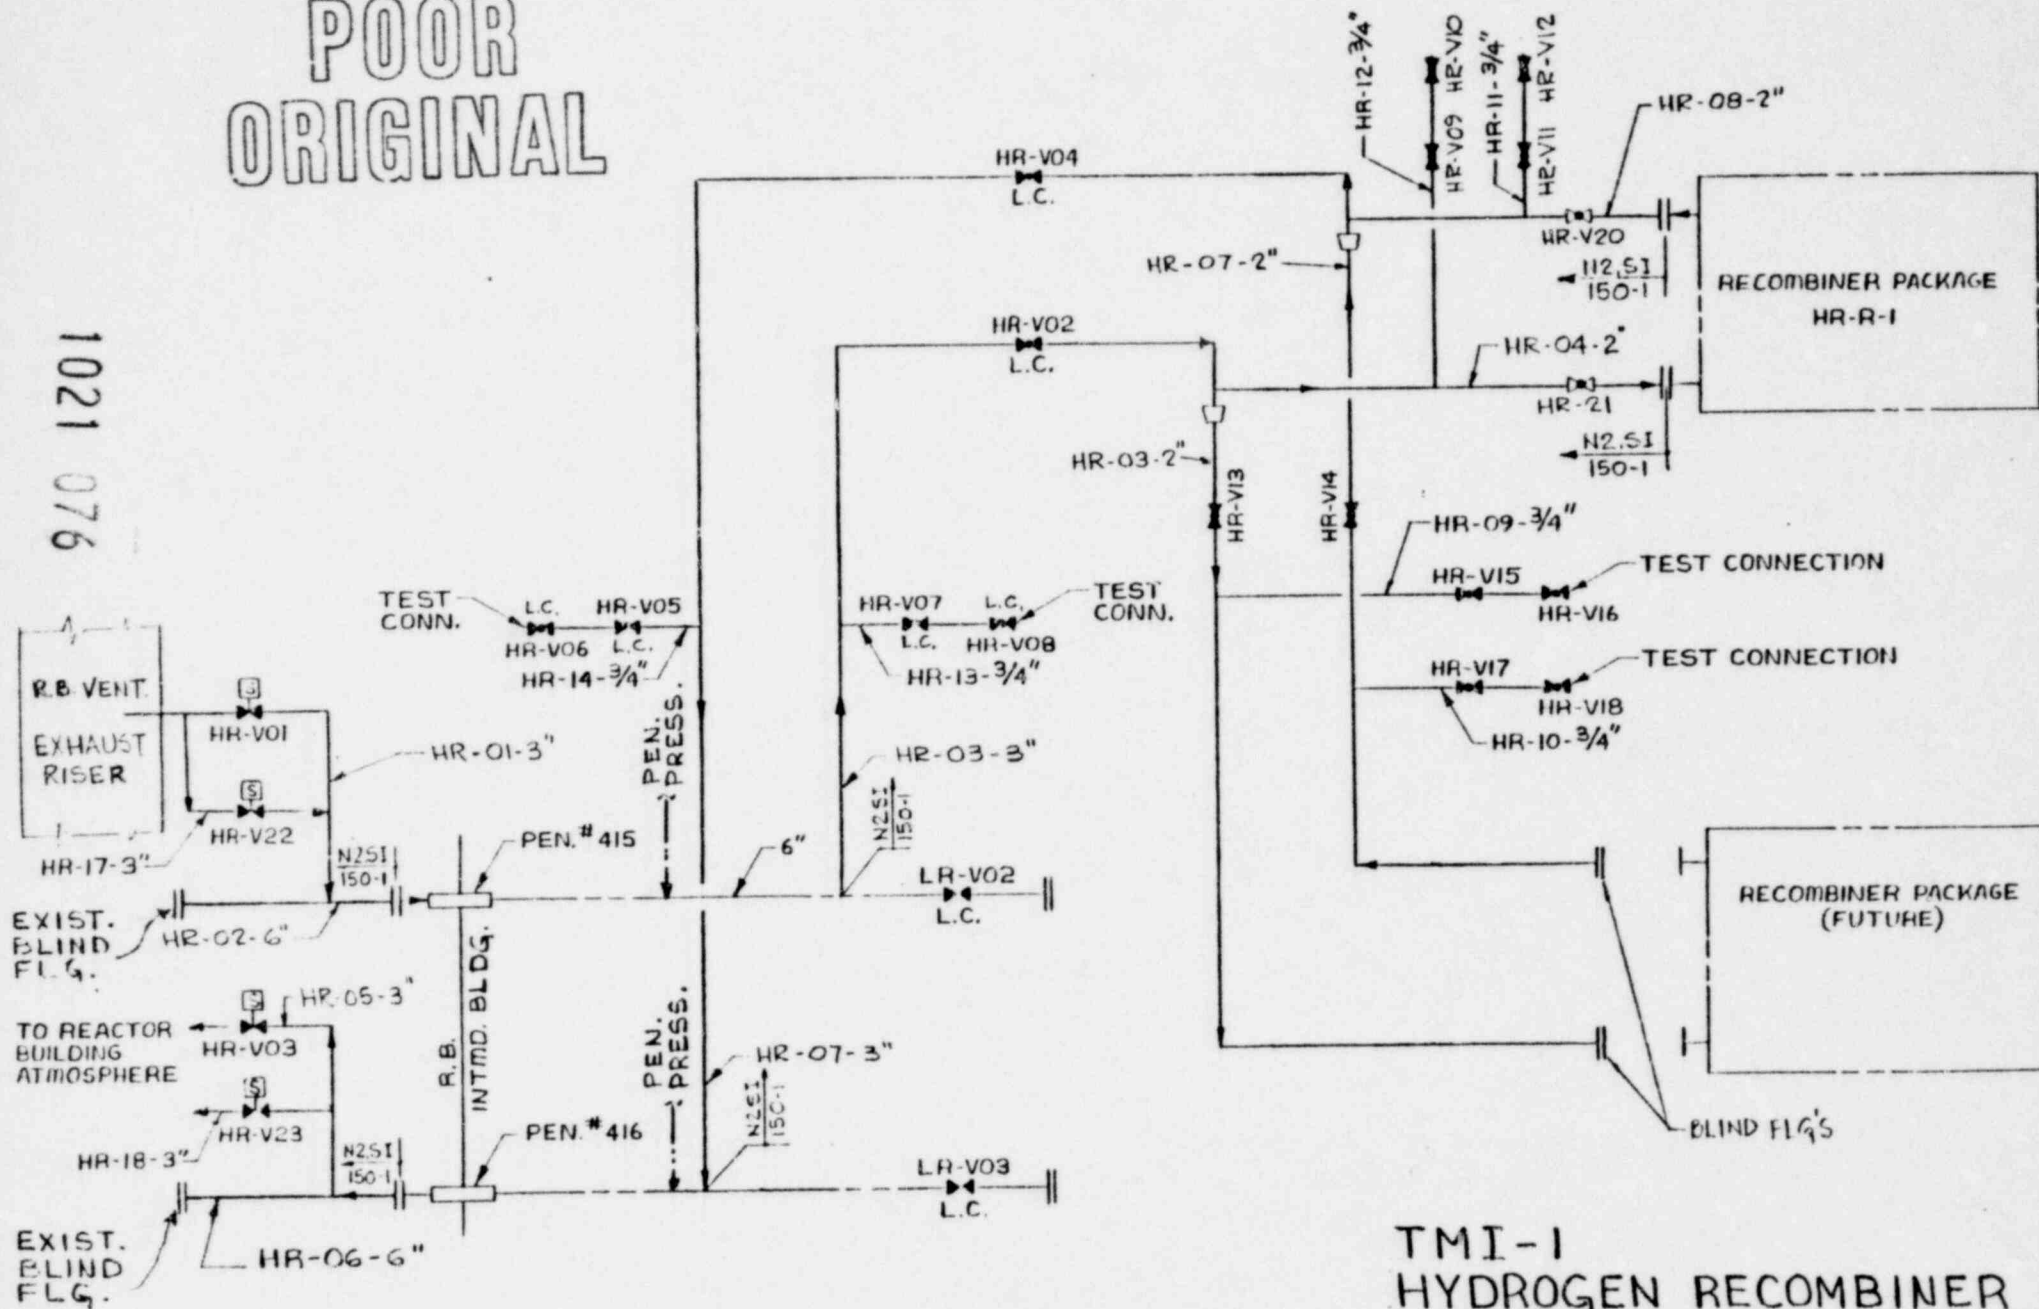 POOR
ORIGINAL
1021 076
HR-12-3/4"
HR-V09 HR-V10
HR-11-3/4"
HR-V11 HR-V12
HR-08-2"
HR-V04
L.C.
HR-V20
HR-07-2"
112.SI
150-1
RECOMBINER PACKAGE
HR-R-1
HR-V02
L.C.
HR-04-2"
HR-21
N2.SI
150-1
HR-03-2"
HR-V13
HR-V14
HR-09-3/4"
HR-V15
HR-V16
TEST CONNECTION
HR-V17
HR-V18
TEST CONNECTION
HR-10-3/4"
TEST
CONN.
L.C.
HR-V06
HR-V05
L.C.
HR-14-3/4"
HR-V07
L.C.
L.C.
HR-V08
TEST
CONN.
HR-13-3/4"
R.B. VENT.
EXHAUST
RISER
HR-V01
S
HR-V22
HR-01-3"
HR-17-3"
PEN.
PRESS.
HR-03-3"
N2SI
150-1
N2SI
150-1
PEN. #415
6"
LR-V02
L.C.
EXIST.
BLIND
FLG.
HR-02-6"
RECOMBINER PACKAGE
(FUTURE)
S
HR-05-3"
TO REACTOR
BUILDING
ATMOSPHERE
HR-V03
S
HR-V23
HR-18-3"
R.B.
INTMD. BLDG.
PEN.
PRESS.
HR-07-3"
N2SI
150-1
N2.SI
150-1
PEN. #416
LR-V03
L.C.
BLIND FLG'S
EXIST.
BLIND
FLG.
HR-06-6"
TMI-1
HYDROGEN RECOMBINER